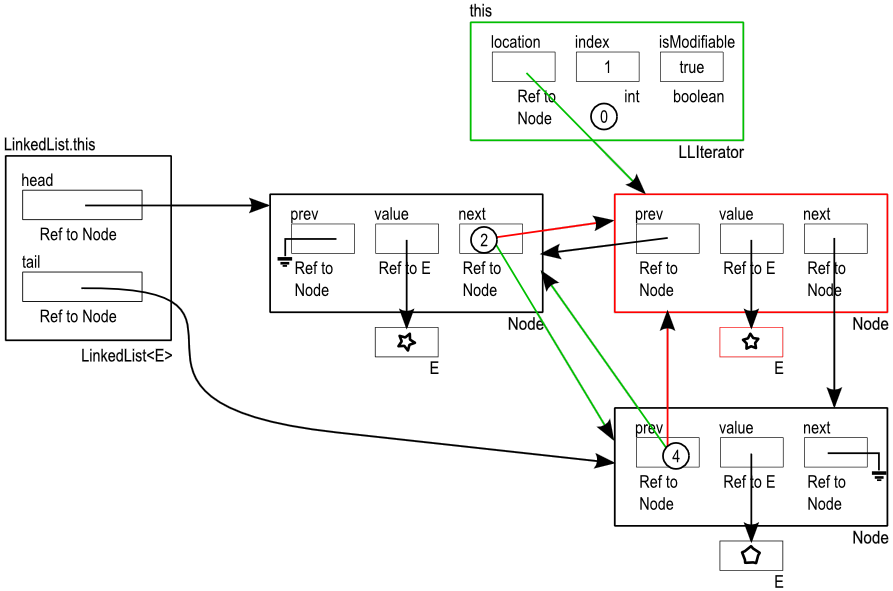 this
location index isModifiable
1 true
Ref to int boolean
Node 0
LLIterator
LinkedList.this
head
Ref to Node
tail
Ref to Node
LinkedList<E>
prev value next
2
Ref to Ref to E Ref to
Node Node
Node
E
prev value next
Ref to Ref to E Ref to
Node Node
Node
E
prev value next
4
Ref to Ref to E Ref to
Node Node
Node
E